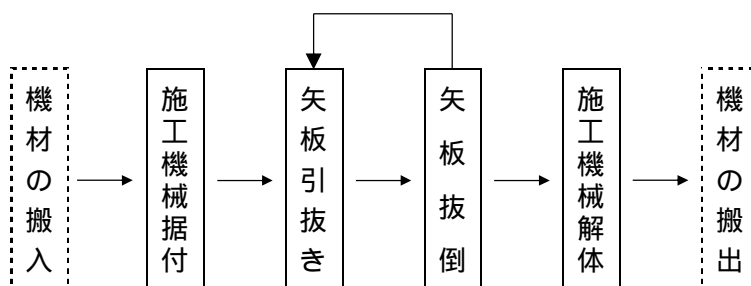 機材の搬入
施工機械据付
矢板引抜き
矢板抜倒
施工機械解体
機材の搬出